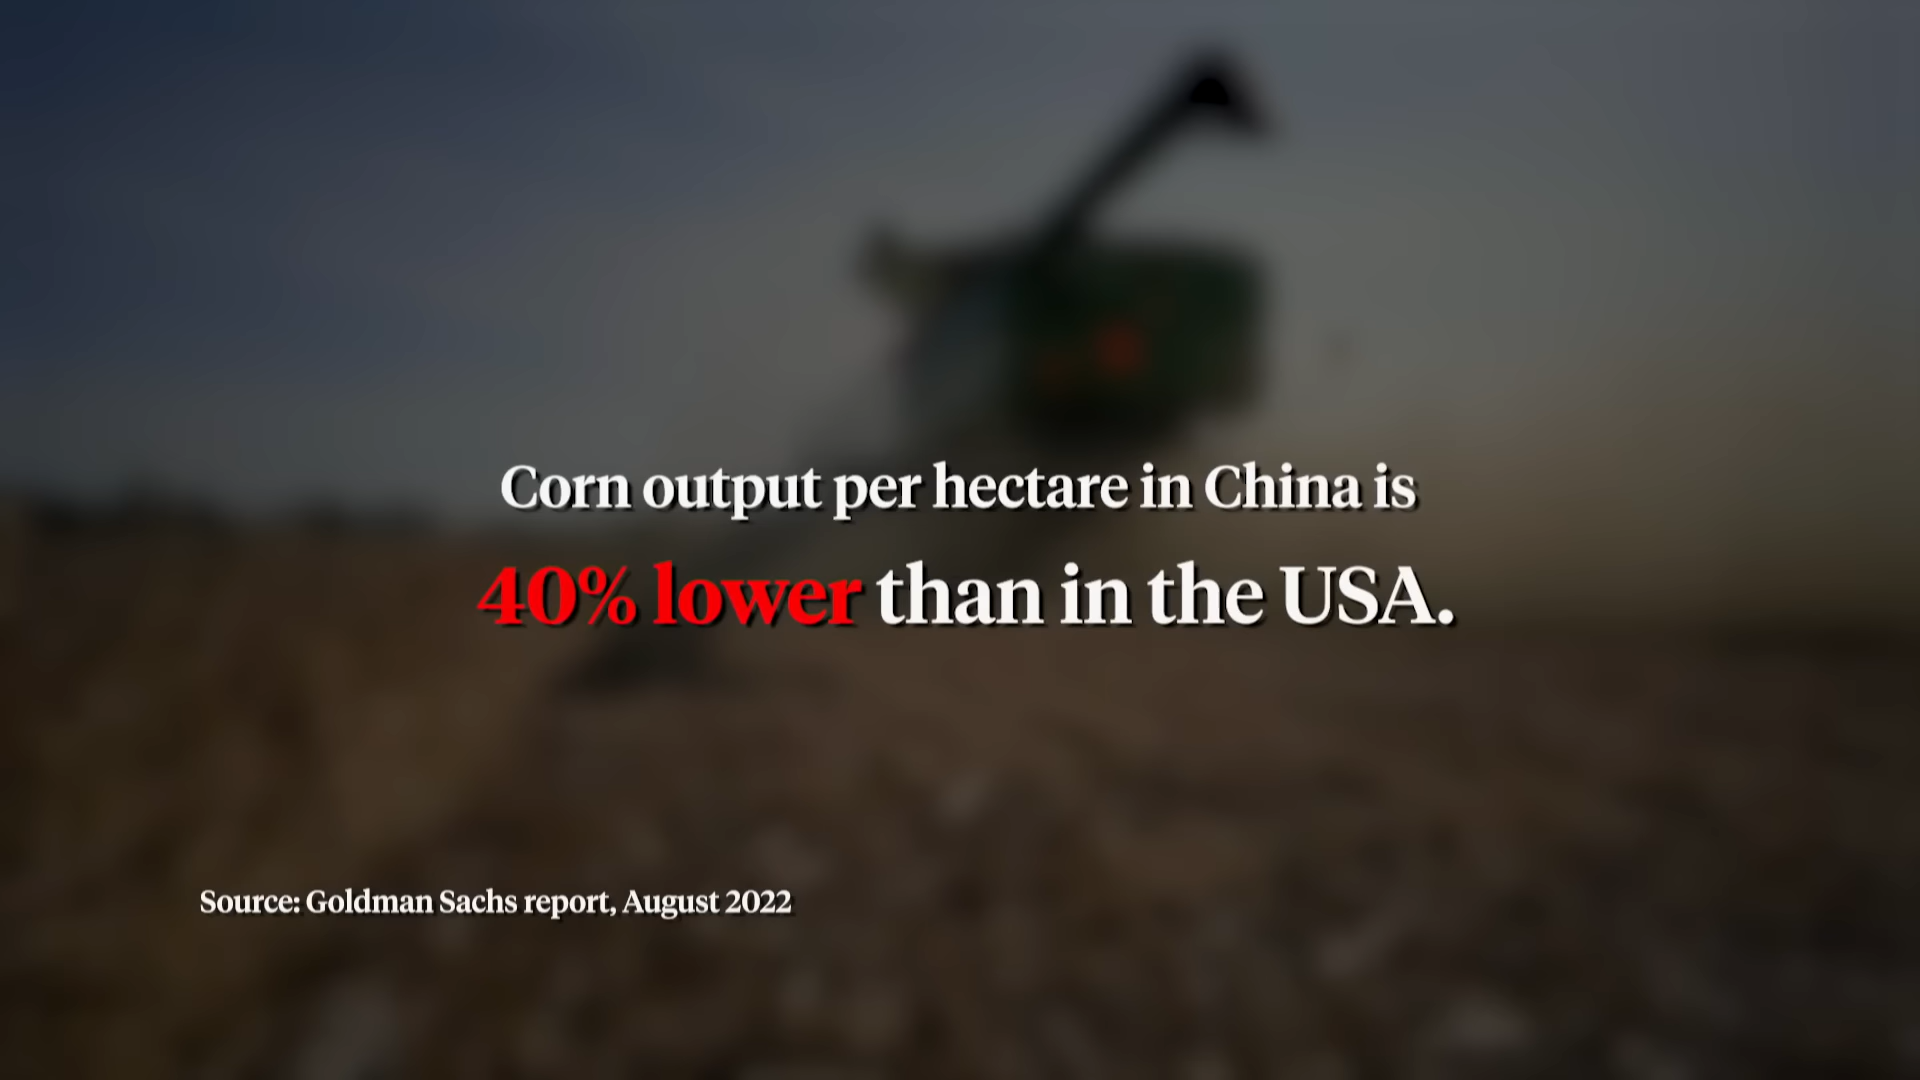 Corn output per hectare in China is
40% lower than in the USA.
Source: Goldman Sachs report, August 2022